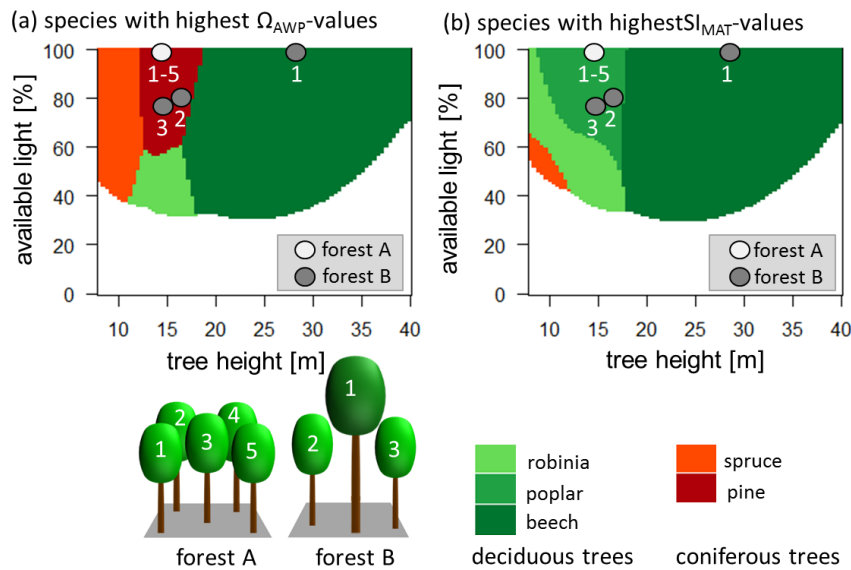 (a) species with highest Ω_AWP-values
(b) species with highestSI_MAT-values
available light [%]
100
80
60
40
20
0
1-5
1
2
3
forest A
forest B
10 15 20 25 30 35 40
tree height [m]
available light [%]
100
80
60
40
20
0
1-5
1
2
3
forest A
forest B
10 15 20 25 30 35 40
tree height [m]
1 2 3 4 5
forest A
1 2 3
forest B
robinia
poplar
beech
deciduous trees
spruce
pine
coniferous trees